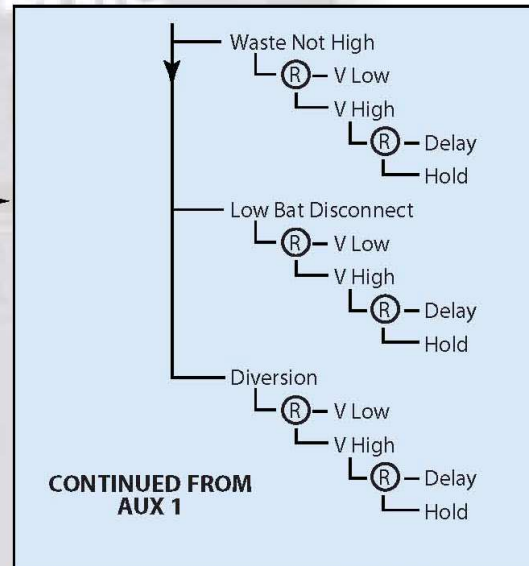 Waste Not High
R V Low
V High
R Delay
Hold
Low Bat Disconnect
R V Low
V High
R Delay
Hold
Diversion
R V Low
V High
R Delay
Hold
CONTINUED FROM
AUX 1